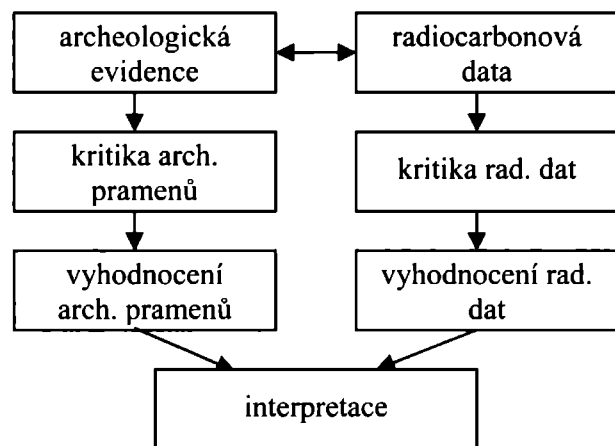 archeologická
evidence
radiocarbonová
data
kritika arch.
pramenů
kritika rad. dat
vyhodnocení
arch. pramenů
vyhodnocení rad.
dat
interpretace